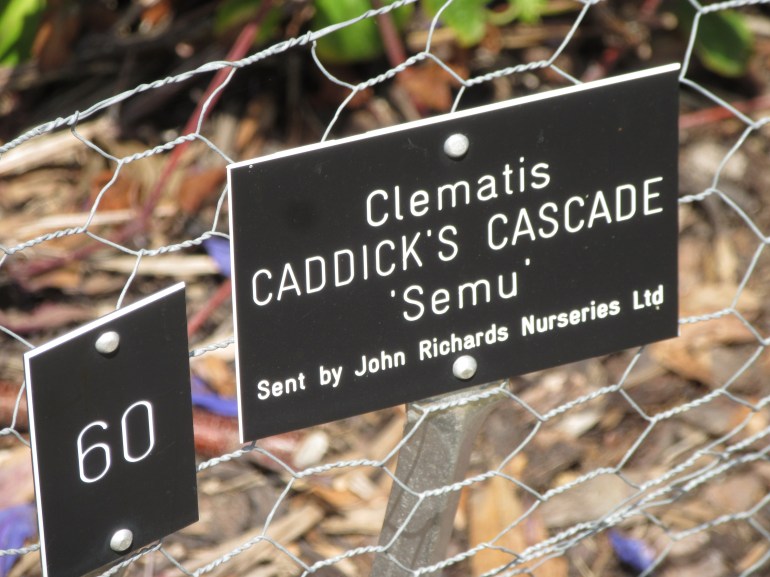 Clematis
CADDICK'S CASCADE
'Semu'
Sent by John Richards Nurseries Ltd
60